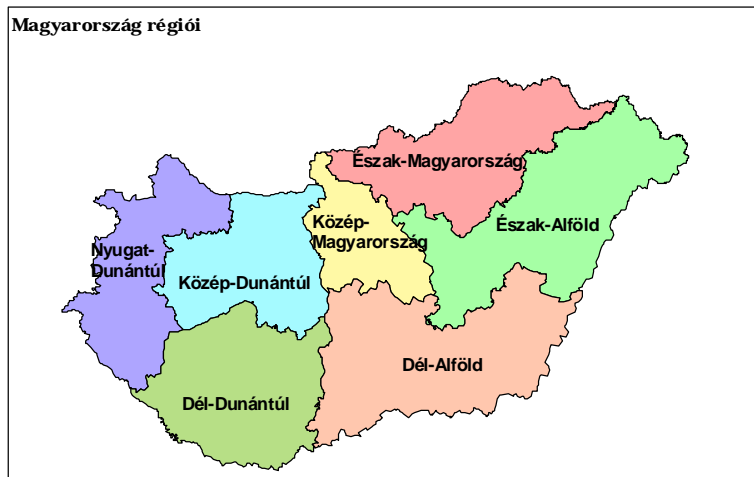 Magyarország régiói
Észak-Magyarország
Közép-
Magyarország
Észak-Alföld
Nyugat-
Dunántúl
Közép-Dunántúl
Dél-Alföld
Dél-Dunántúl